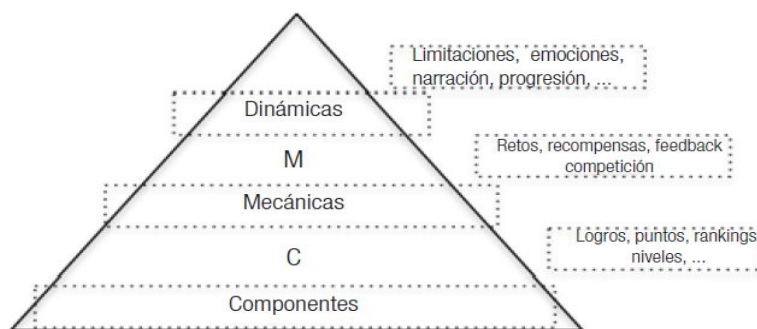 Limitaciones, emociones,
narración, progresión, ...
Dinámicas
M
Retos, recompensas, feedback
competición
Mecánicas
C
Logros, puntos, rankings
niveles, ...
Componentes